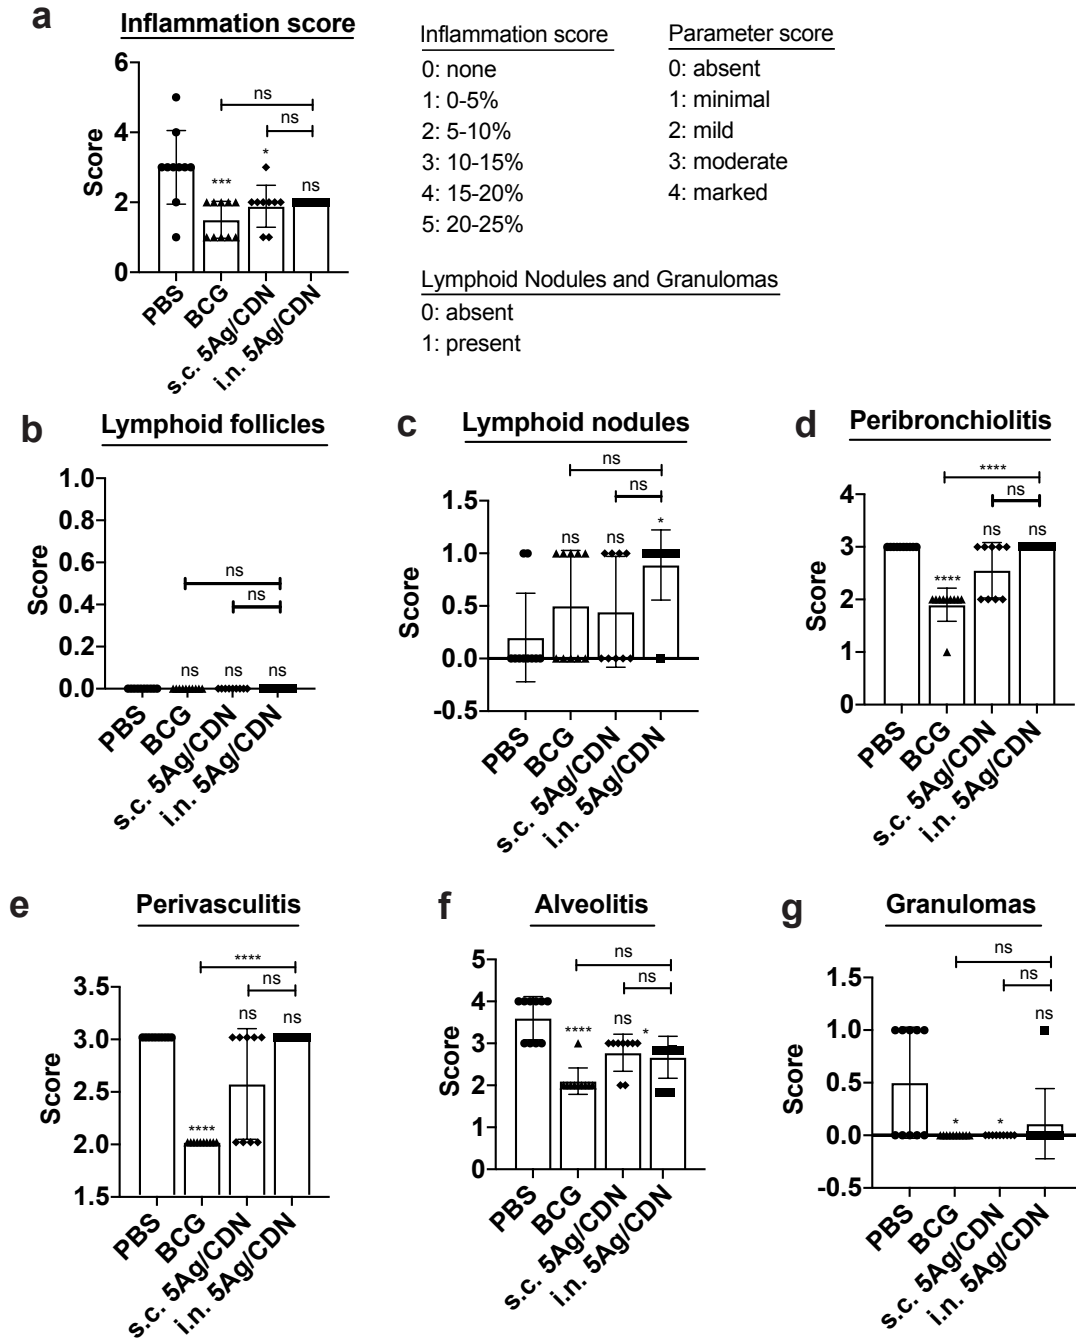 a
Inflammation score
6
4
2
0
Score
ns
ns
***
*
ns
PBS
BCG
s.c. 5Ag/CDN
i.n. 5Ag/CDN
Inflammation score
0: none
1: 0-5%
2: 5-10%
3: 10-15%
4: 15-20%
5: 20-25%
Parameter score
0: absent
1: minimal
2: mild
3: moderate
4: marked
Lymphoid Nodules and Granulomas
0: absent
1: present
b
Lymphoid follicles
1.0
0.8
0.6
0.4
0.2
0.0
Score
ns
ns
ns
ns
ns
PBS
BCG
s.c. 5Ag/CDN
i.n. 5Ag/CDN
c
Lymphoid nodules
1.5
1.0
0.5
0.0
-0.5
Score
ns
ns
ns
ns
*
PBS
BCG
s.c. 5Ag/CDN
i.n. 5Ag/CDN
d
Peribronchiolitis
4
3
2
1
0
Score
****
ns
****
ns
ns
PBS
BCG
s.c. 5Ag/CDN
i.n. 5Ag/CDN
e
Perivasculitis
3.5
3.0
2.5
2.0
1.5
Score
****
ns
****
ns
ns
PBS
BCG
s.c. 5Ag/CDN
i.n. 5Ag/CDN
f
Alveolitis
5
4
3
2
1
0
Score
ns
ns
****
ns
*
PBS
BCG
s.c. 5Ag/CDN
i.n. 5Ag/CDN
g
Granulomas
1.5
1.0
0.5
0.0
-0.5
Score
ns
ns
*
*
ns
PBS
BCG
s.c. 5Ag/CDN
i.n. 5Ag/CDN